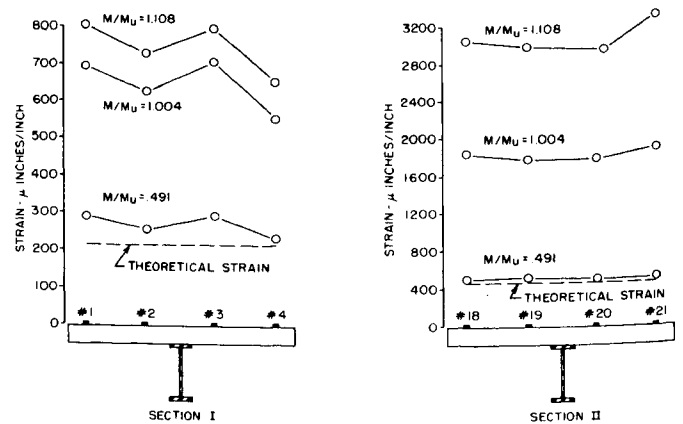 800
700
600
500
400
300
200
100
0
STRAIN - μ INCHES/INCH
M/Mu = 1.108
M/Mu = 1.004
M/Mu = .491
THEORETICAL STRAIN
#1
#2
#3
#4
SECTION I
3200
2800
2400
2000
1600
1200
800
400
0
STRAIN - μ INCHES/INCH
M/Mu = 1.108
M/Mu = 1.004
M/Mu = .491
THEORETICAL STRAIN
#18
#19
#20
#21
SECTION II